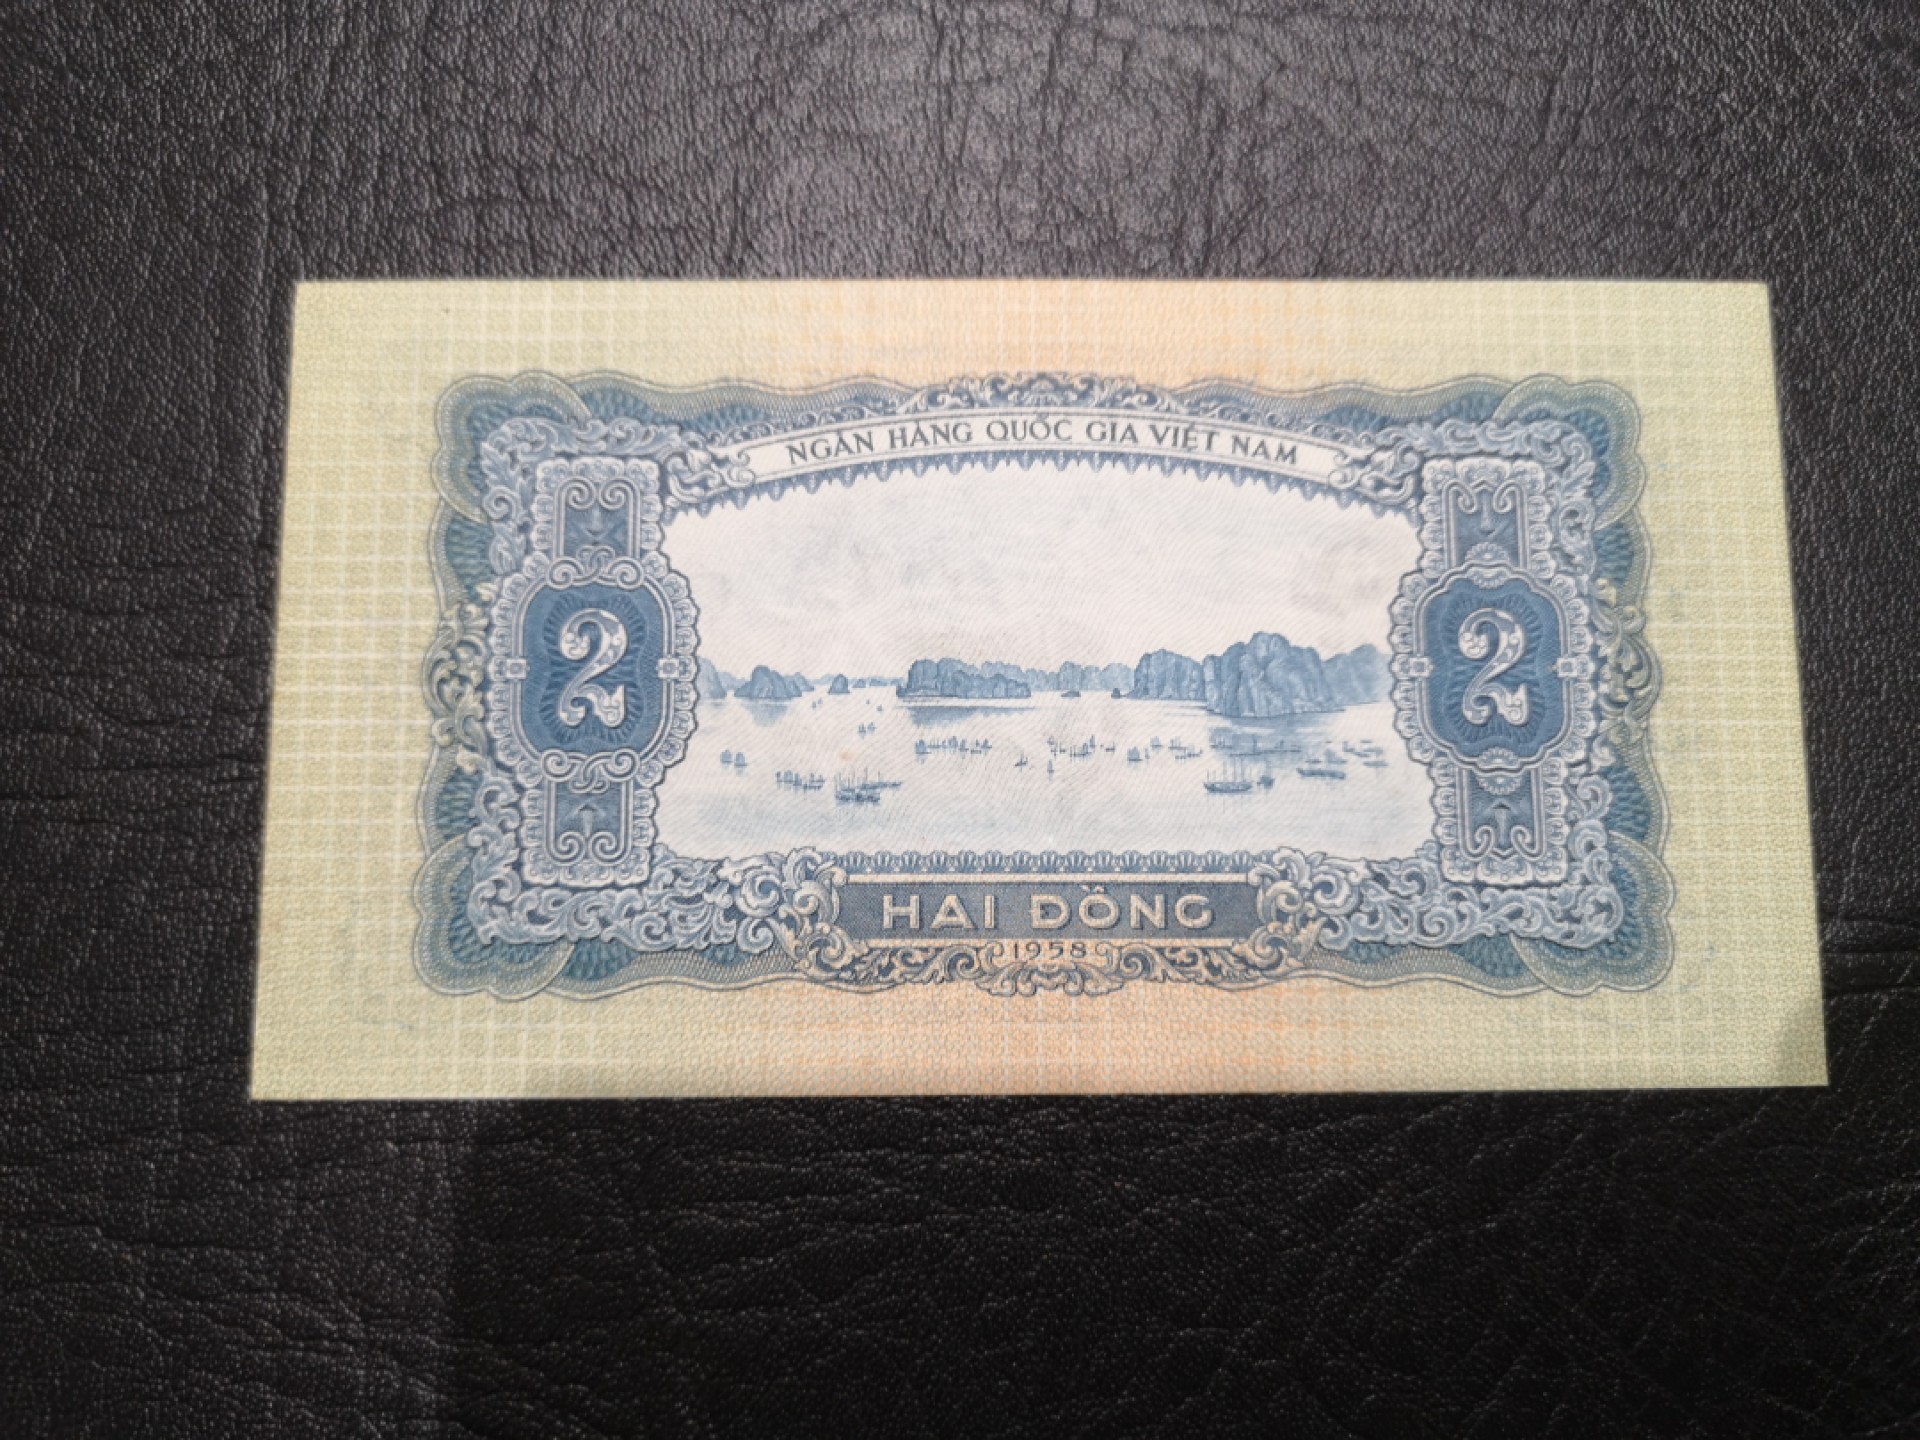 NGÂN HÀNG QUỐC GIA VIỆT NAM
2
2
HAI ĐỒNG
1958